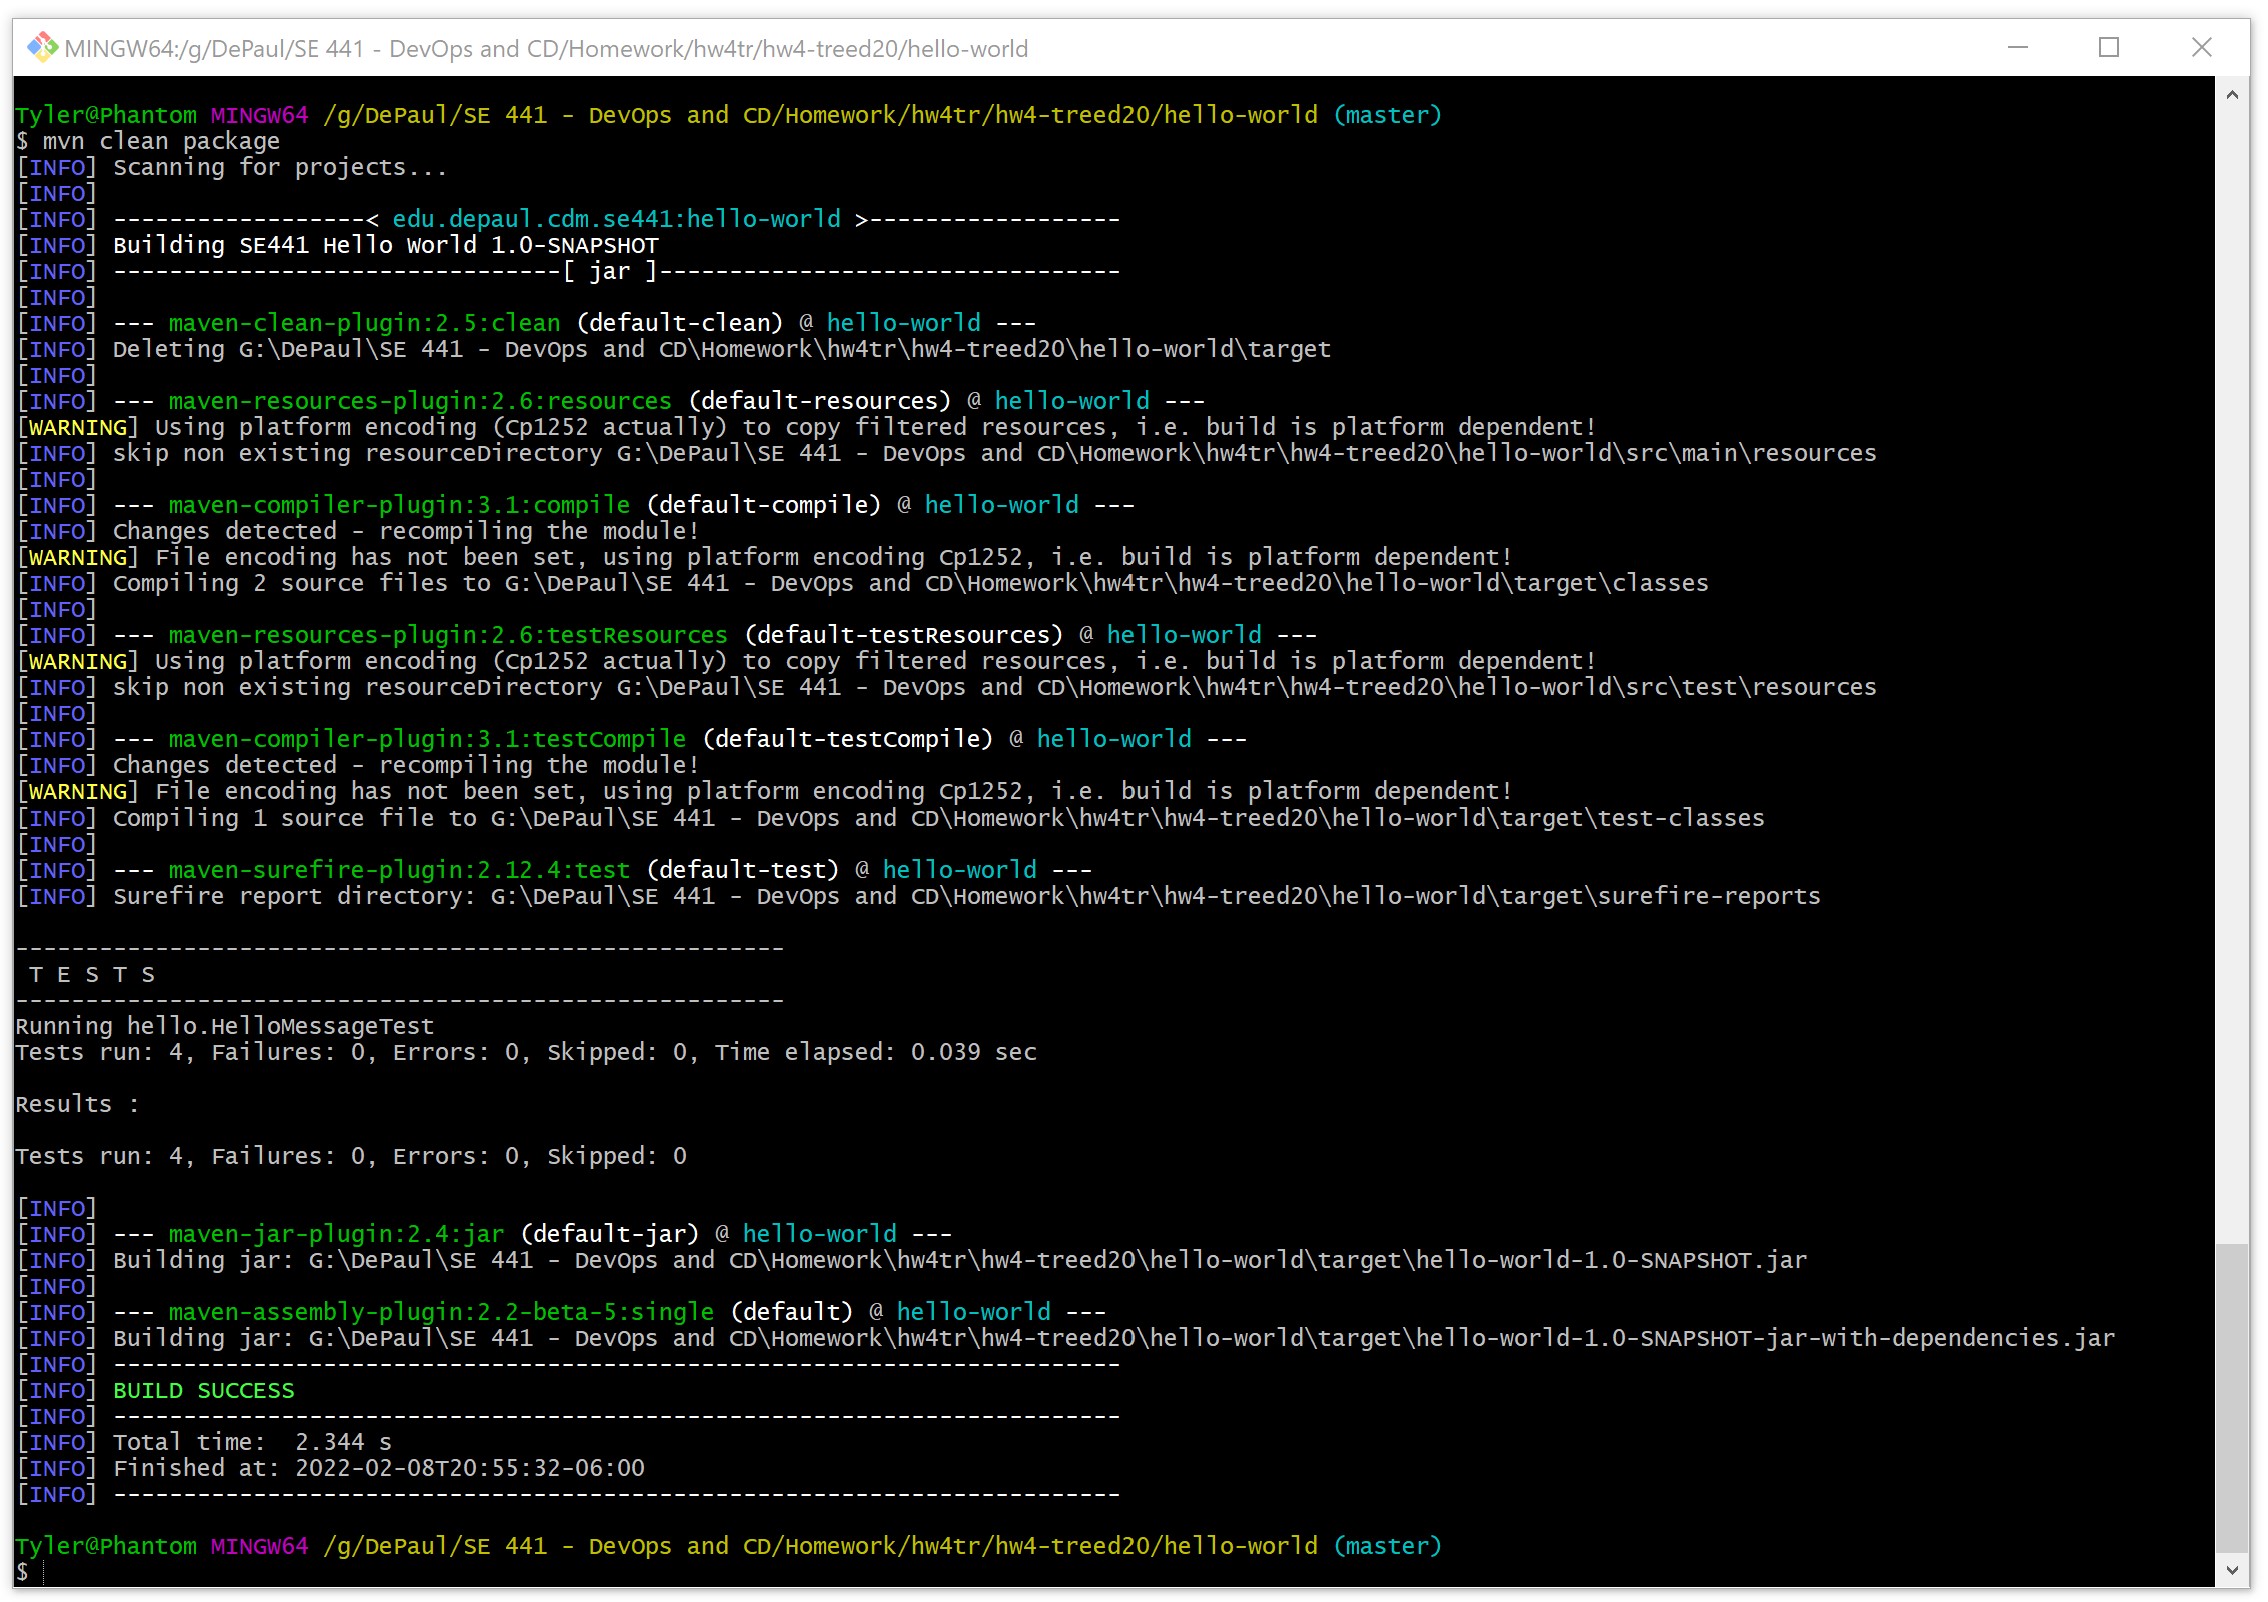 MINGW64:/g/DePaul/SE 441 - DevOps and CD/Homework/hw4tr/hw4-treed20/hello-world
Tyler@Phantom MINGW64 /g/DePaul/SE 441 - DevOps and CD/Homework/hw4tr/hw4-treed20/hello-world (master)
$ mvn clean package
[INFO] Scanning for projects...
[INFO]
[INFO] ------------------< edu.depaul.cdm.se441:hello-world >------------------
[INFO] Building SE441 Hello World 1.0-SNAPSHOT
[INFO] --------------------------------[ jar ]---------------------------------
[INFO]
[INFO] --- maven-clean-plugin:2.5:clean (default-clean) @ hello-world ---
[INFO] Deleting G:\DePaul\SE 441 - DevOps and CD\Homework\hw4tr\hw4-treed20\hello-world\target
[INFO]
[INFO] --- maven-resources-plugin:2.6:resources (default-resources) @ hello-world ---
[WARNING] Using platform encoding (Cp1252 actually) to copy filtered resources, i.e. build is platform dependent!
[INFO] skip non existing resourceDirectory G:\DePaul\SE 441 - DevOps and CD\Homework\hw4tr\hw4-treed20\hello-world\src\main\resources
[INFO]
[INFO] --- maven-compiler-plugin:3.1:compile (default-compile) @ hello-world ---
[INFO] Changes detected - recompiling the module!
[WARNING] File encoding has not been set, using platform encoding Cp1252, i.e. build is platform dependent!
[INFO] Compiling 2 source files to G:\DePaul\SE 441 - DevOps and CD\Homework\hw4tr\hw4-treed20\hello-world\target\classes
[INFO]
[INFO] --- maven-resources-plugin:2.6:testResources (default-testResources) @ hello-world ---
[WARNING] Using platform encoding (Cp1252 actually) to copy filtered resources, i.e. build is platform dependent!
[INFO] skip non existing resourceDirectory G:\DePaul\SE 441 - DevOps and CD\Homework\hw4tr\hw4-treed20\hello-world\src\test\resources
[INFO]
[INFO] --- maven-compiler-plugin:3.1:testCompile (default-testCompile) @ hello-world ---
[INFO] Changes detected - recompiling the module!
[WARNING] File encoding has not been set, using platform encoding Cp1252, i.e. build is platform dependent!
[INFO] Compiling 1 source file to G:\DePaul\SE 441 - DevOps and CD\Homework\hw4tr\hw4-treed20\hello-world\target\test-classes
[INFO]
[INFO] --- maven-surefire-plugin:2.12.4:test (default-test) @ hello-world ---
[INFO] Surefire report directory: G:\DePaul\SE 441 - DevOps and CD\Homework\hw4tr\hw4-treed20\hello-world\target\surefire-reports
-------------------------------------------------------
T E S T S
-------------------------------------------------------
Running hello.HelloMessageTest
Tests run: 4, Failures: 0, Errors: 0, Skipped: 0, Time elapsed: 0.039 sec
Results :
Tests run: 4, Failures: 0, Errors: 0, Skipped: 0
[INFO]
[INFO] --- maven-jar-plugin:2.4:jar (default-jar) @ hello-world ---
[INFO] Building jar: G:\DePaul\SE 441 - DevOps and CD\Homework\hw4tr\hw4-treed20\hello-world\target\hello-world-1.0-SNAPSHOT.jar
[INFO]
[INFO] --- maven-assembly-plugin:2.2-beta-5:single (default) @ hello-world ---
[INFO] Building jar: G:\DePaul\SE 441 - DevOps and CD\Homework\hw4tr\hw4-treed20\hello-world\target\hello-world-1.0-SNAPSHOT-jar-with-dependencies.jar
[INFO] ------------------------------------------------------------------------
[INFO] BUILD SUCCESS
[INFO] ------------------------------------------------------------------------
[INFO] Total time:  2.344 s
[INFO] Finished at: 2022-02-08T20:55:32-06:00
[INFO] ------------------------------------------------------------------------
Tyler@Phantom MINGW64 /g/DePaul/SE 441 - DevOps and CD/Homework/hw4tr/hw4-treed20/hello-world (master)
$